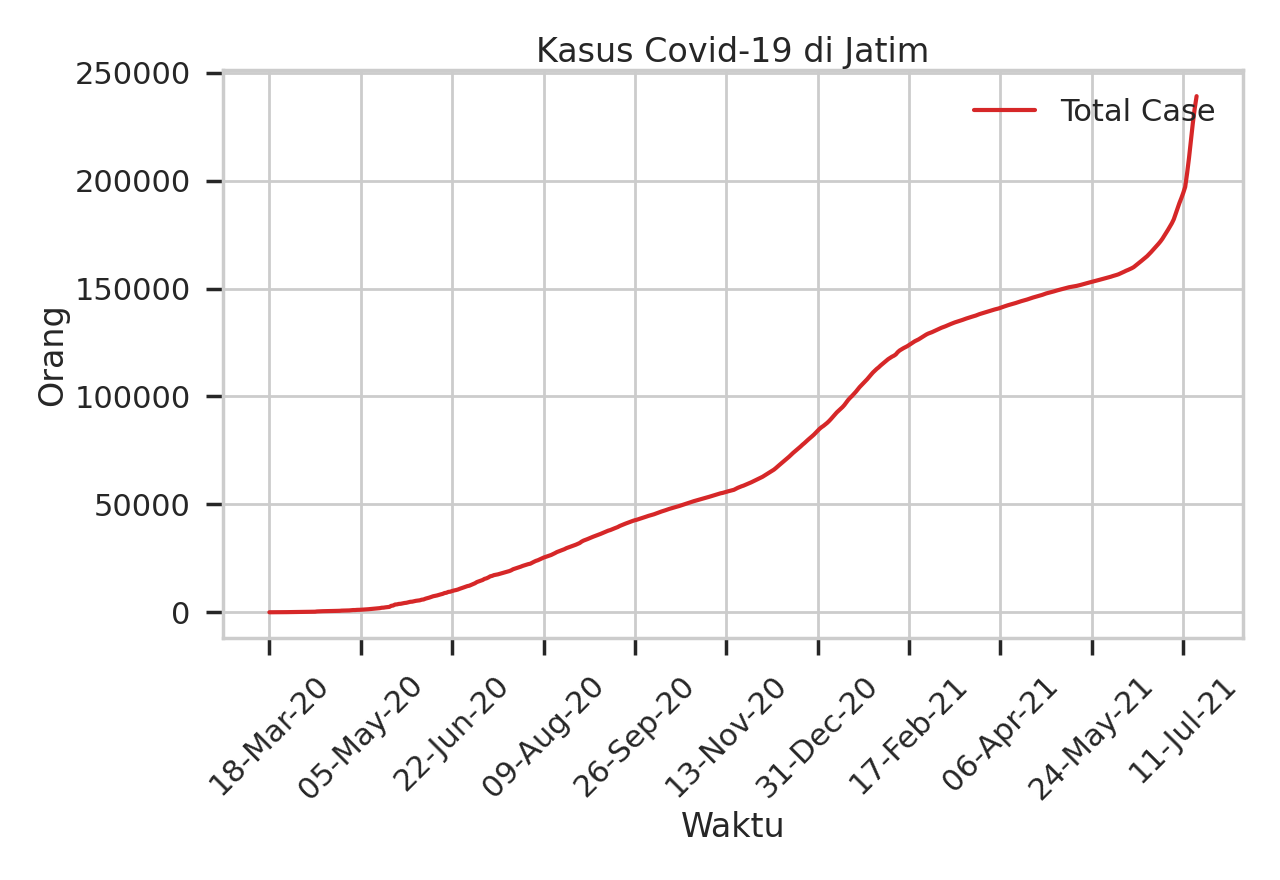 Kasus Covid-19 di Jatim
250000
200000
150000
100000
50000
0
Orang
Total Case
18-Mar-20
05-May-20
22-Jun-20
09-Aug-20
26-Sep-20
13-Nov-20
31-Dec-20
17-Feb-21
06-Apr-21
24-May-21
11-Jul-21
Waktu